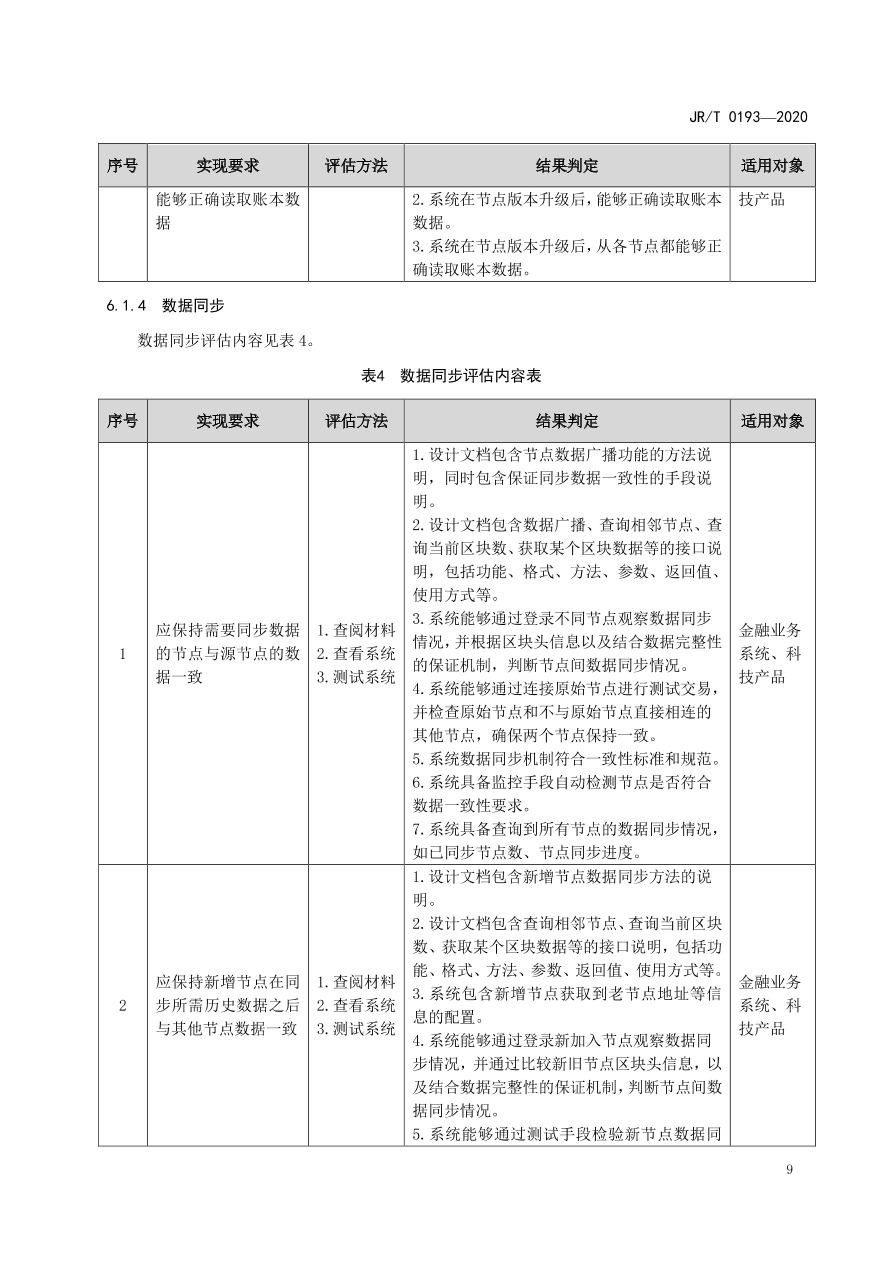 JR/T 0193—2020
序号 实现要求 评估方法 结果判定 适用对象
能够正确读取账本数
据
2.系统在节点版本升级后，能够正确读取账本
数据。
3.系统在节点版本升级后，从各节点都能够正
确读取账本数据。
技产品
6.1.4 数据同步
数据同步评估内容见表 4。
表4 数据同步评估内容表
序号 实现要求 评估方法 结果判定 适用对象
1
应保持需要同步数据
的节点与源节点的数
据一致
1.查阅材料
2.查看系统
3.测试系统
1.设计文档包含节点数据广播功能的方法说
明，同时包含保证同步数据一致性的手段说
明。
2.设计文档包含数据广播、查询相邻节点、查
询当前区块数、获取某个区块数据等的接口说
明，包括功能、格式、方法、参数、返回值、
使用方式等。
3.系统能够通过登录不同节点观察数据同步
情况，并根据区块头信息以及结合数据完整性
的保证机制，判断节点间数据同步情况。
4.系统能够通过连接原始节点进行测试交易，
并检查原始节点和不与原始节点直接相连的
其他节点，确保两个节点保持一致。
5.系统数据同步机制符合一致性标准和规范。
6.系统具备监控手段自动检测节点是否符合
数据一致性要求。
7.系统具备查询到所有节点的数据同步情况，
如已同步节点数、节点同步进度。
金融业务
系统、科
技产品
2
应保持新增节点在同
步所需历史数据之后
与其他节点数据一致
1.查阅材料
2.查看系统
3.测试系统
1.设计文档包含新增节点数据同步方法的说
明。
2.设计文档包含查询相邻节点、查询当前区块
数、获取某个区块数据等的接口说明，包括功
能、格式、方法、参数、返回值、使用方式等。
3.系统包含新增节点获取到老节点地址等信
息的配置。
4.系统能够通过登录新加入节点观察数据同
步情况，并通过比较新旧节点区块头信息，以
及结合数据完整性的保证机制，判断节点间数
据同步情况。
5.系统能够通过测试手段检验新节点数据同
金融业务
系统、科
技产品
9